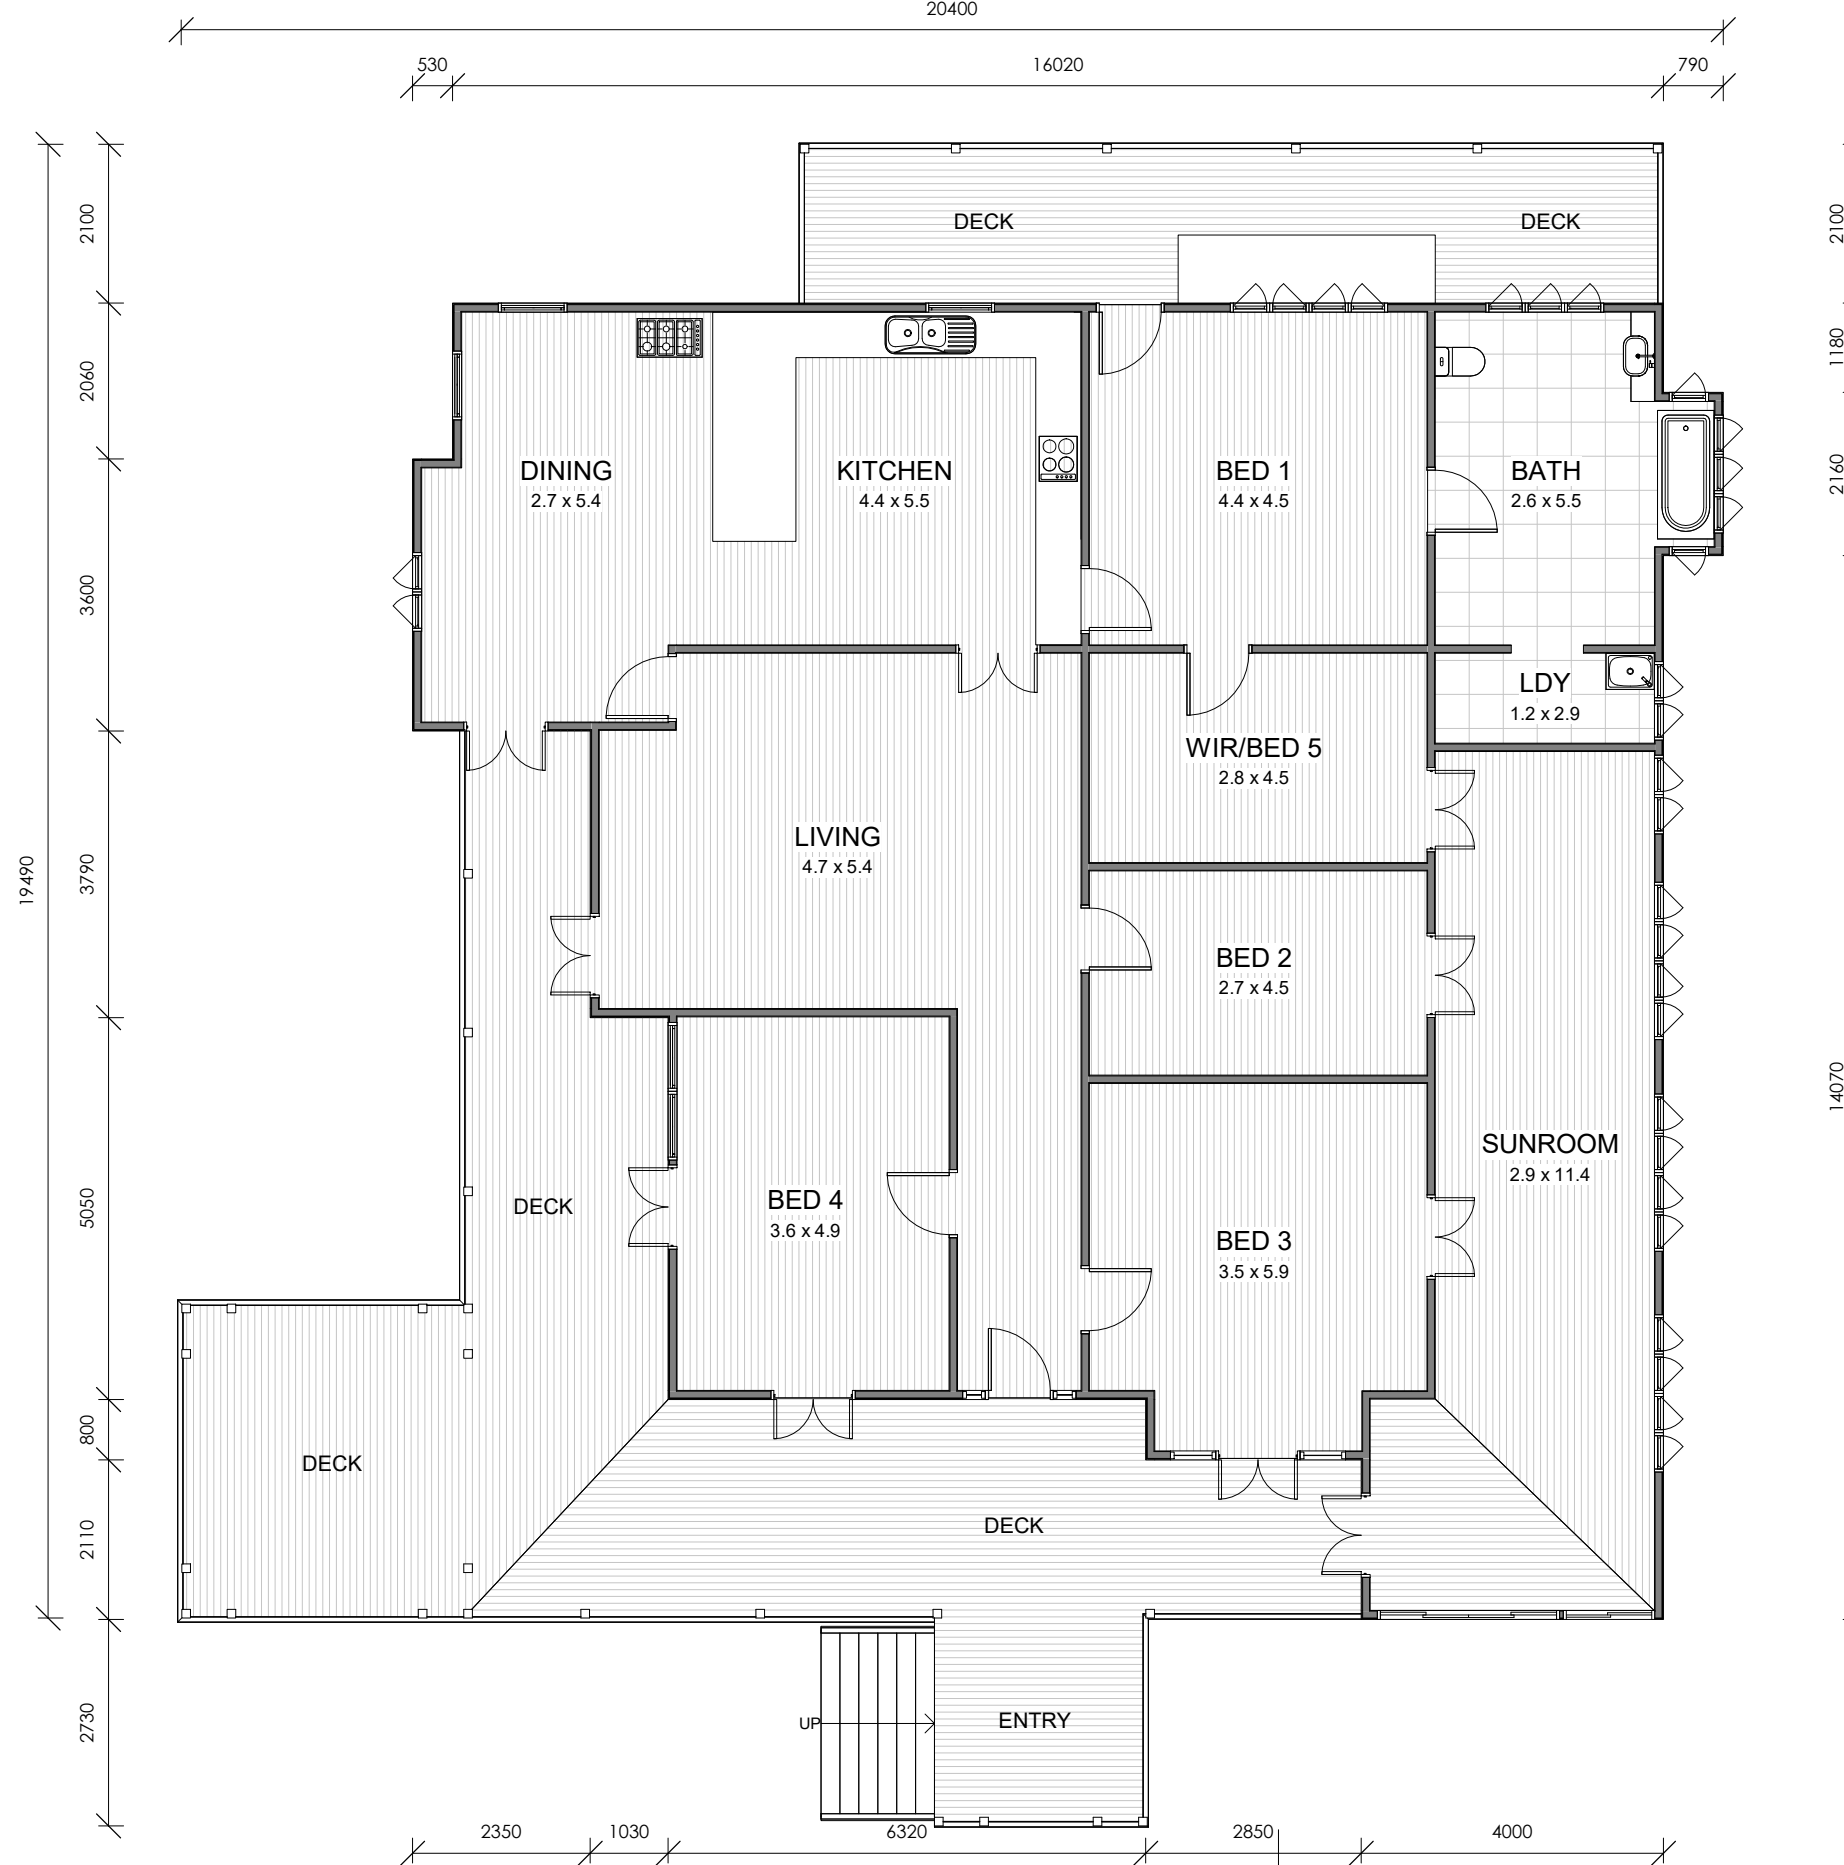 20400
530
16020
790
2100
2060
3600
3790
5050
800
2110
2730
19490
2100
1180
2160
14070
DECK
DECK
DINING
2.7 x 5.4
KITCHEN
4.4 x 5.5
BED 1
4.4 x 4.5
BATH
2.6 x 5.5
LDY
1.2 x 2.9
WIR/BED 5
2.8 x 4.5
LIVING
4.7 x 5.4
BED 2
2.7 x 4.5
SUNROOM
2.9 x 11.4
DECK
BED 4
3.6 x 4.9
BED 3
3.5 x 5.9
DECK
DECK
UP
ENTRY
2350
1030
6320
2850
4000